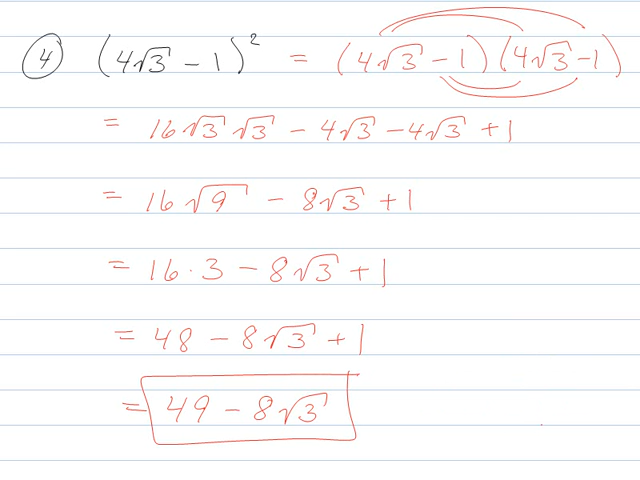 ④ (4√3 - 1)² = (4√3 - 1)(4√3 - 1)
= 16√3√3 - 4√3 - 4√3 + 1
= 16√9 - 8√3 + 1
= 16·3 - 8√3 + 1
= 48 - 8√3 + 1
= 49 - 8√3